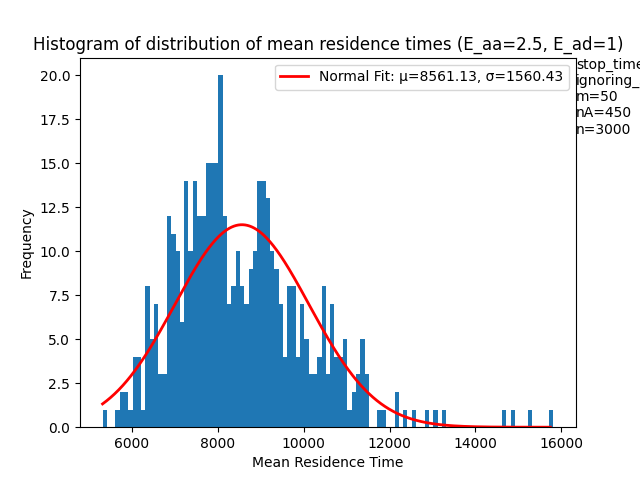 Histogram of distribution of mean residence times (E_aa=2.5, E_ad=1)
Normal Fit: μ=8561.13, σ=1560.43
stop_time
ignoring_
m=50
nA=450
n=3000
20.0
17.5
15.0
12.5
10.0
7.5
5.0
2.5
0.0
Frequency
6000 8000 10000 12000 14000 16000
Mean Residence Time